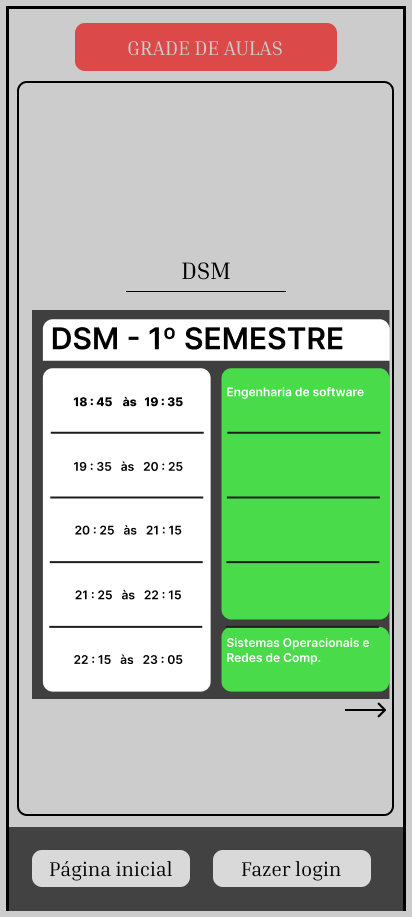 GRADE DE AULAS
DSM
DSM - 1º SEMESTRE
18:45 às 19:35
Engenharia de software
19:35 às 20:25
20:25 às 21:15
21:25 às 22:15
22:15 às 23:05
Sistemas Operacionais e
Redes de Comp.
Página inicial
Fazer login